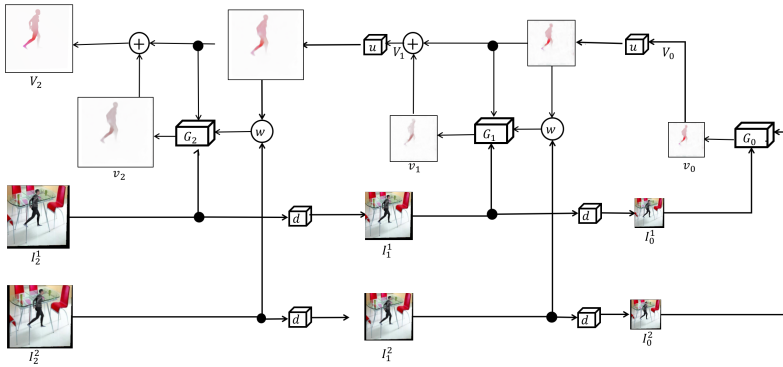 u
V_1
u
V_0
V_2
G_2
w
G_1
w
G_0
v_2
v_1
v_0
d
d
I_2^1
I_1^1
I_0^1
d
d
I_2^2
I_1^2
I_0^2